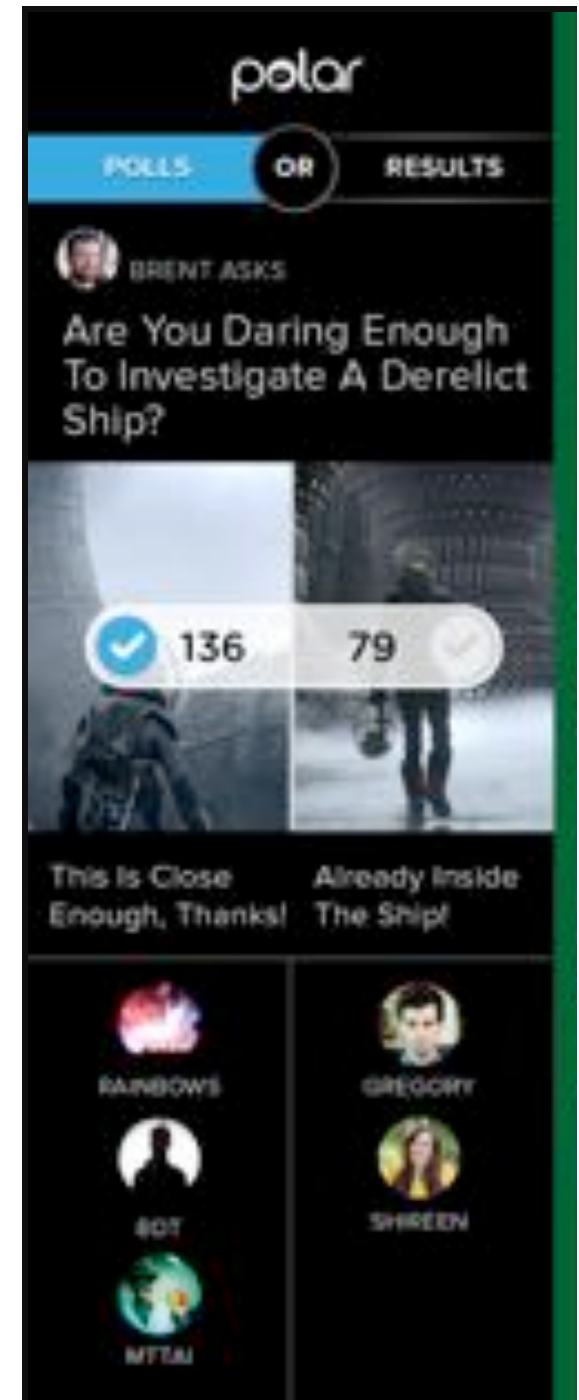 polar
POLLS
OR
RESULTS
BRENT ASKS
Are You Daring Enough
To Investigate A Derelict
Ship?
136
79
This Is Close
Enough, Thanks!
Already Inside
The Ship!
RAINBOWS
GREGORY
SHIREEN